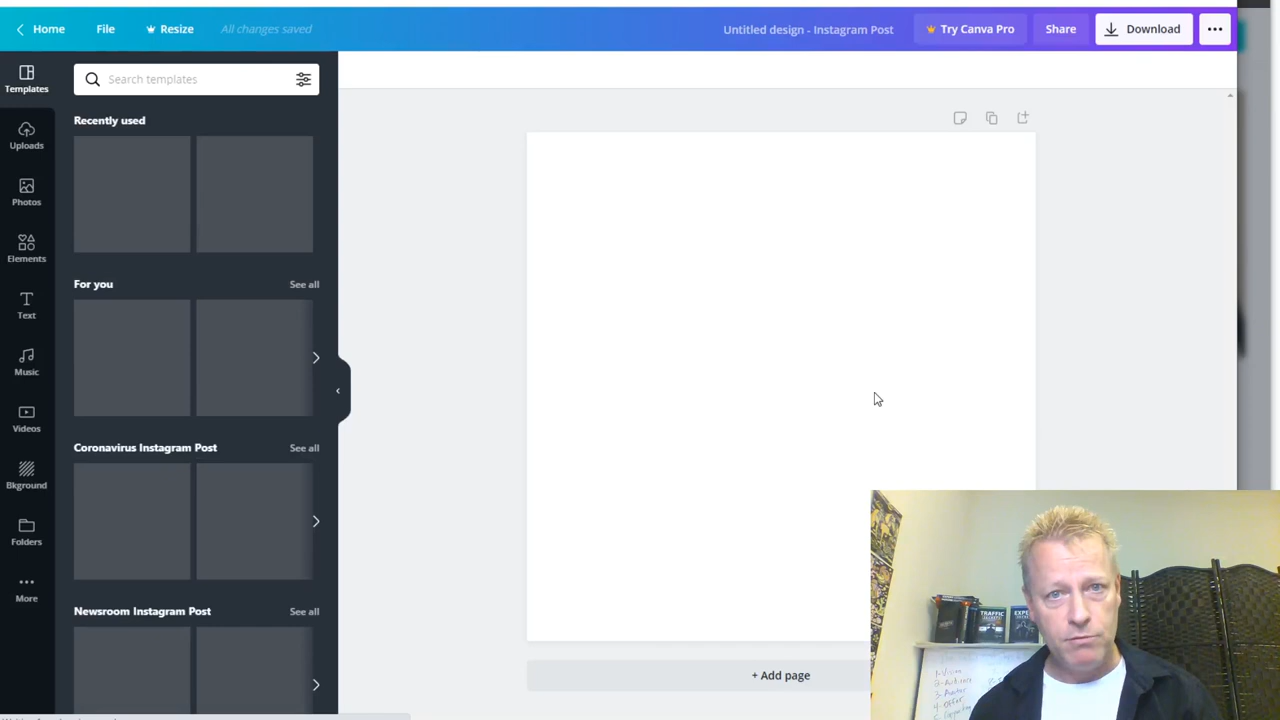 Home
File
Resize
All changes saved
Untitled design - Instagram Post
Try Canva Pro
Share
Download
Templates
Search templates
Uploads
Recently used
Photos
Elements
For you
See all
Text
Music
Videos
Coronavirus Instagram Post
See all
Bkground
Folders
More
Newsroom Instagram Post
See all
+ Add page
TRAFFIC
SECRETS